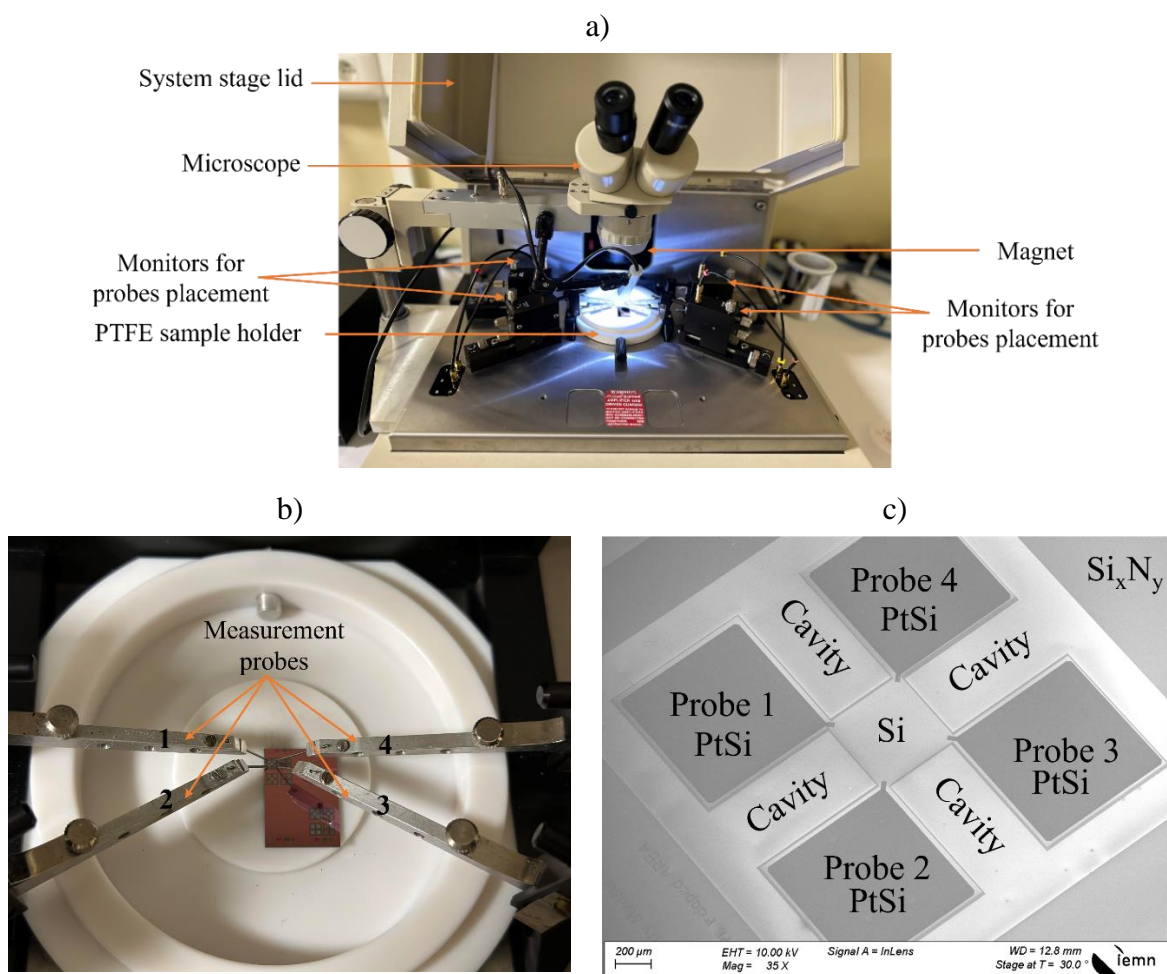 a)
System stage lid
Microscope
Magnet
Monitors for
probes placement
Monitors for
probes placement
PTFE sample holder
b)
Measurement
probes
1
4
2
3
c)
Probe 4
PtSi
SixNy
Cavity
Cavity
Probe 1
PtSi
Si
Probe 3
PtSi
Cavity
Cavity
Probe 2
PtSi
200 µm
EHT = 10.00 kV
Signal A = InLens
WD = 12.8 mm
Mag = 35 X
Stage at T = 30.0 °
iemn